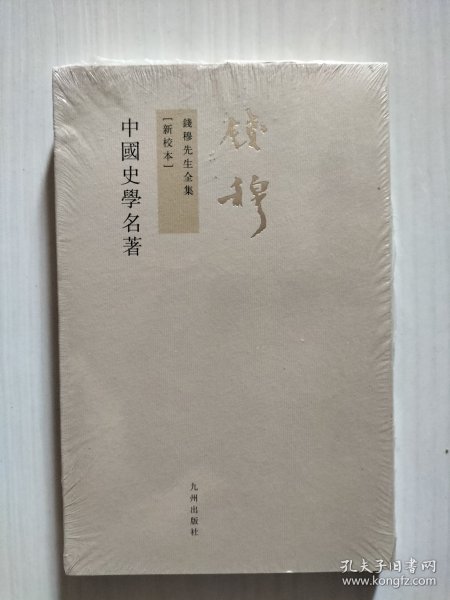 錢穆
錢穆先生全集
[新校本]
中國史學名著
九州出版社
孔夫子旧书网
www.kongfz.com